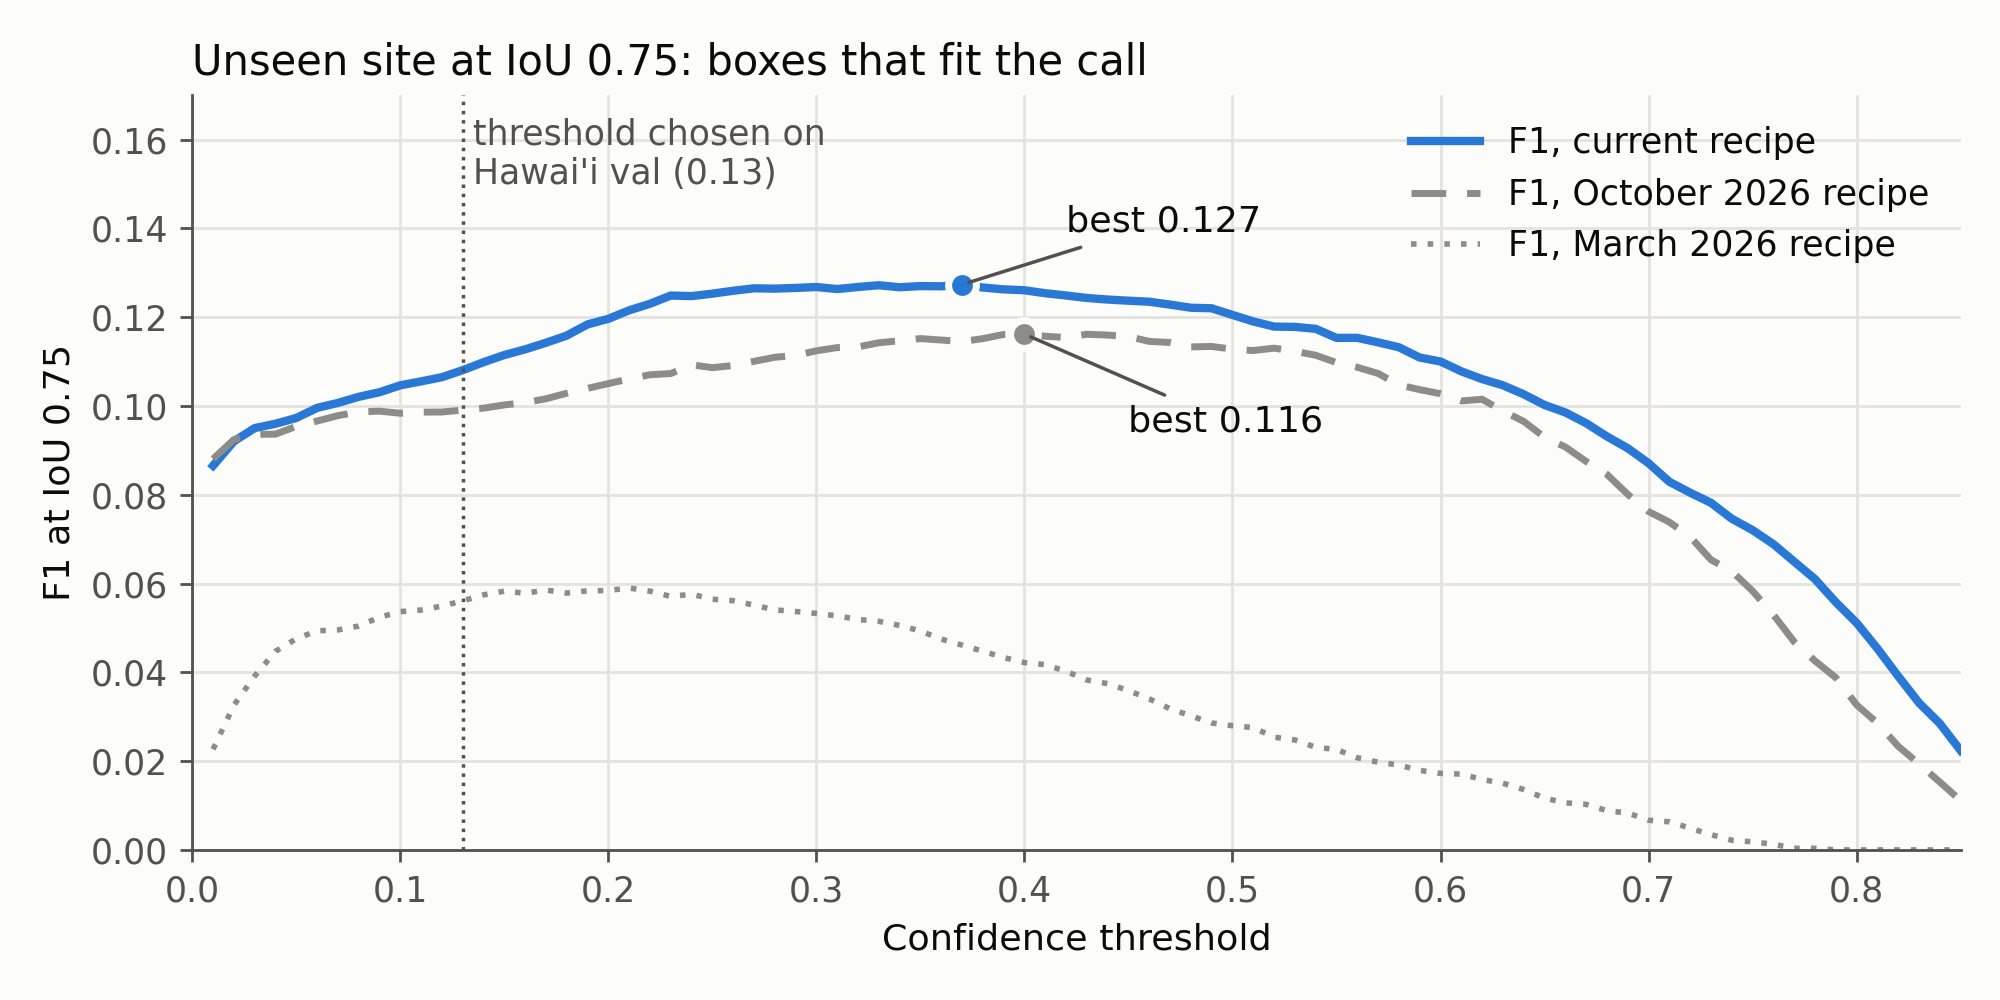 Unseen site at IoU 0.75: boxes that fit the call
threshold chosen on
Hawai'i val (0.13)
F1, current recipe
F1, October 2026 recipe
F1, March 2026 recipe
best 0.127
best 0.116
F1 at IoU 0.75
0.16
0.14
0.12
0.10
0.08
0.06
0.04
0.02
0.00
0.0 0.1 0.2 0.3 0.4 0.5 0.6 0.7 0.8
Confidence threshold